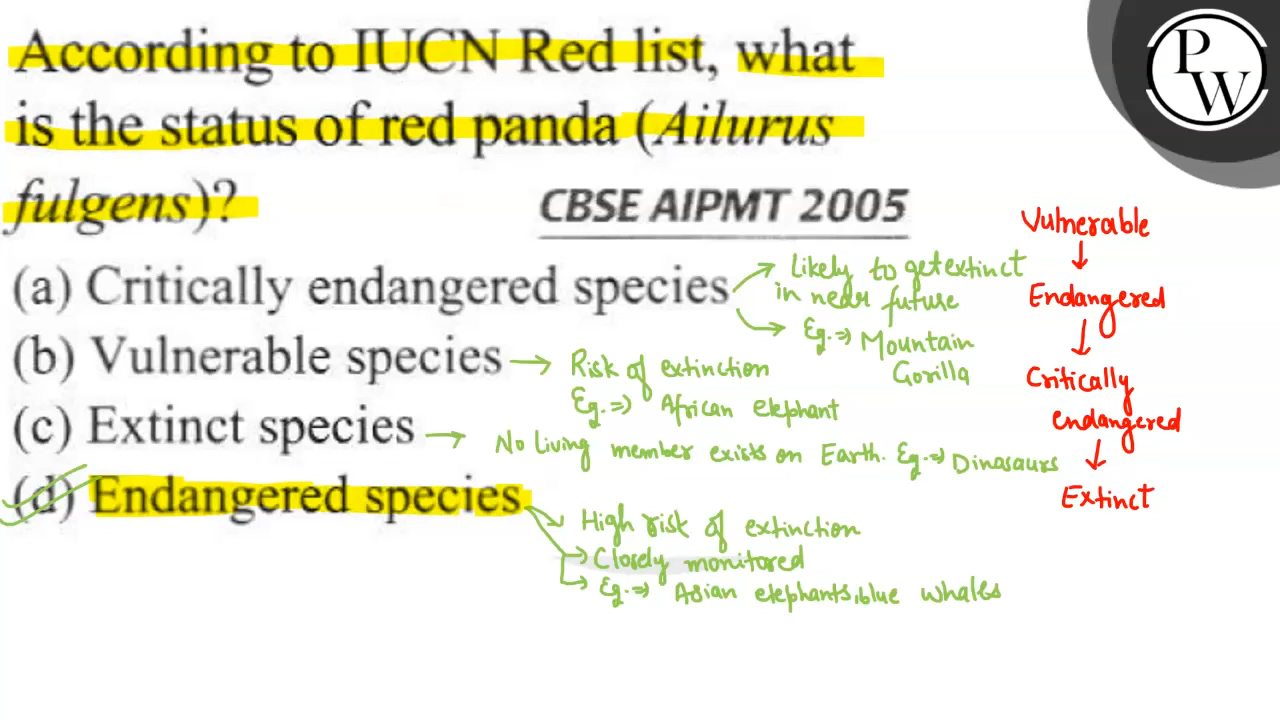 According to IUCN Red list, what
is the status of red panda (Ailurus
fulgens)?
CBSE AIPMT 2005
(a) Critically endangered species
(b) Vulnerable species
(c) Extinct species
(d) Endangered species
Likely to get extinct
in near future
Eg. ⇒ Mountain
Gorilla
Risk of extinction
Eg. ⇒ African elephant
No Living member exists on Earth. Eg. ⇒ Dinasaurs
High risk of extinction
Closely monitored
Eg. ⇒ Asian elephants, blue whales
Vulnerable
↓
Endangered
↓
Critically
endangered
↓
Extinct
P
W